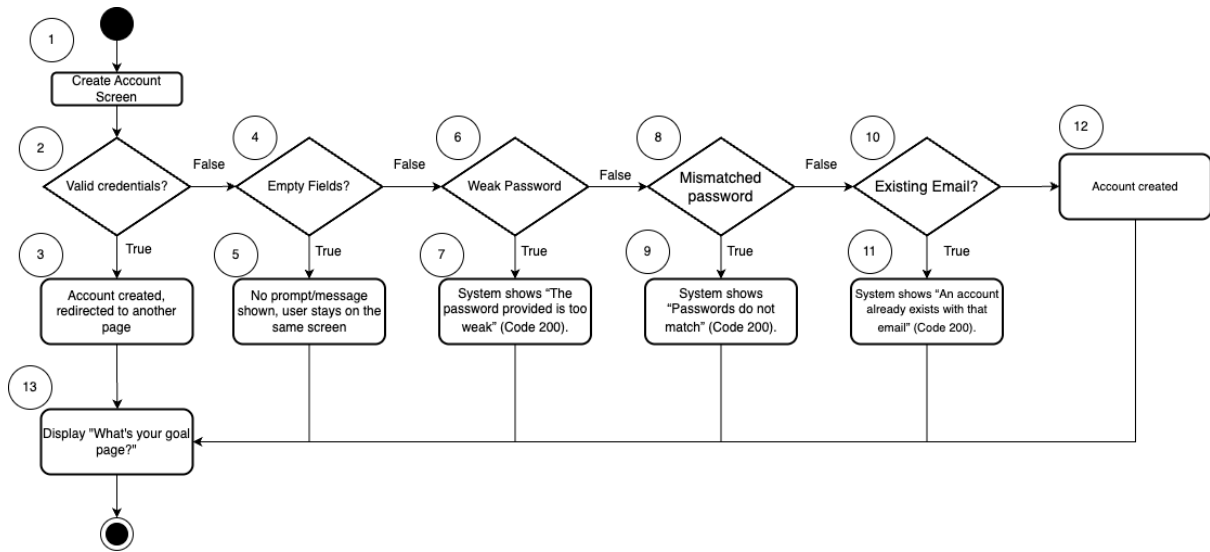 1
Create Account
Screen
2
4
6
8
10
12
Valid credentials?
False
Empty Fields?
False
Weak Password
False
Mismatched
password
False
Existing Email?
Account created
True
True
True
True
True
3
5
7
9
11
Account created,
redirected to another
page
No prompt/message
shown, user stays on
the same screen
System shows “The
password provided is too
weak” (Code 200).
System shows
“Passwords do not
match” (Code 200).
System shows “An account
already exists with that
email” (Code 200).
13
Display "What's your goal
page?"